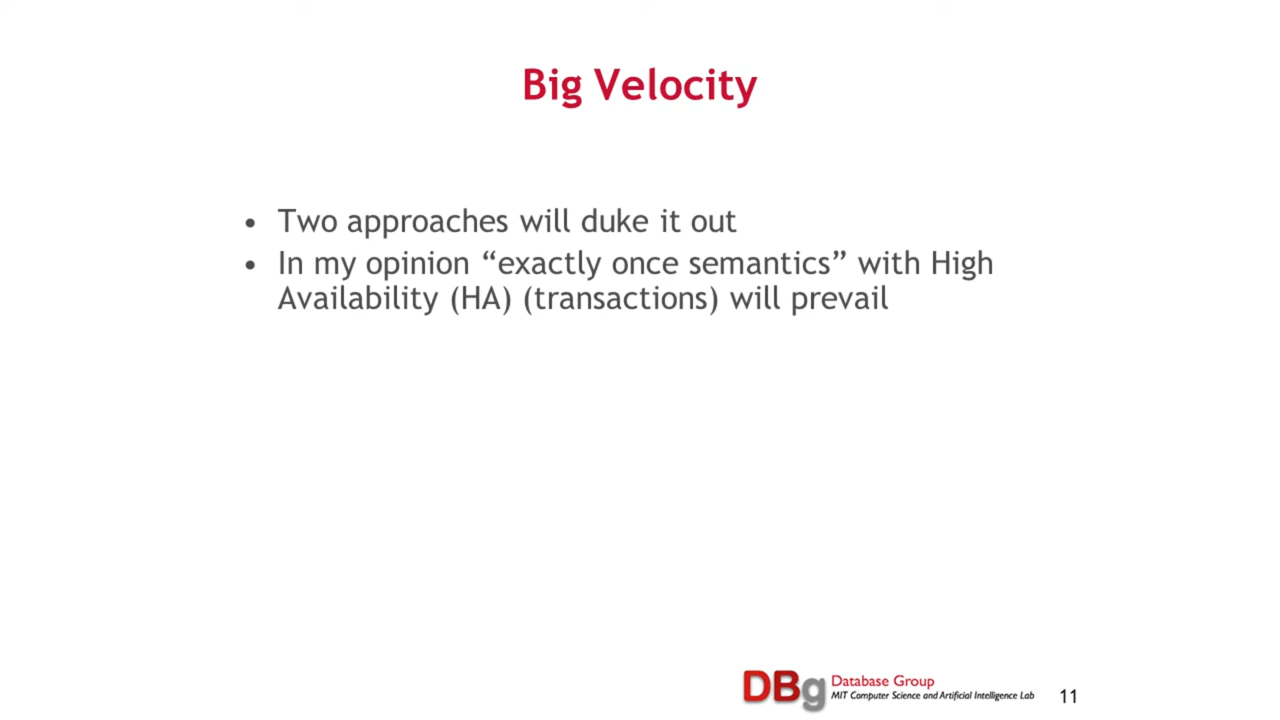 Big Velocity
• Two approaches will duke it out
• In my opinion “exactly once semantics” with High
Availability (HA) (transactions) will prevail
DBg
Database Group
MIT Computer Science and Artificial Intelligence Lab
11